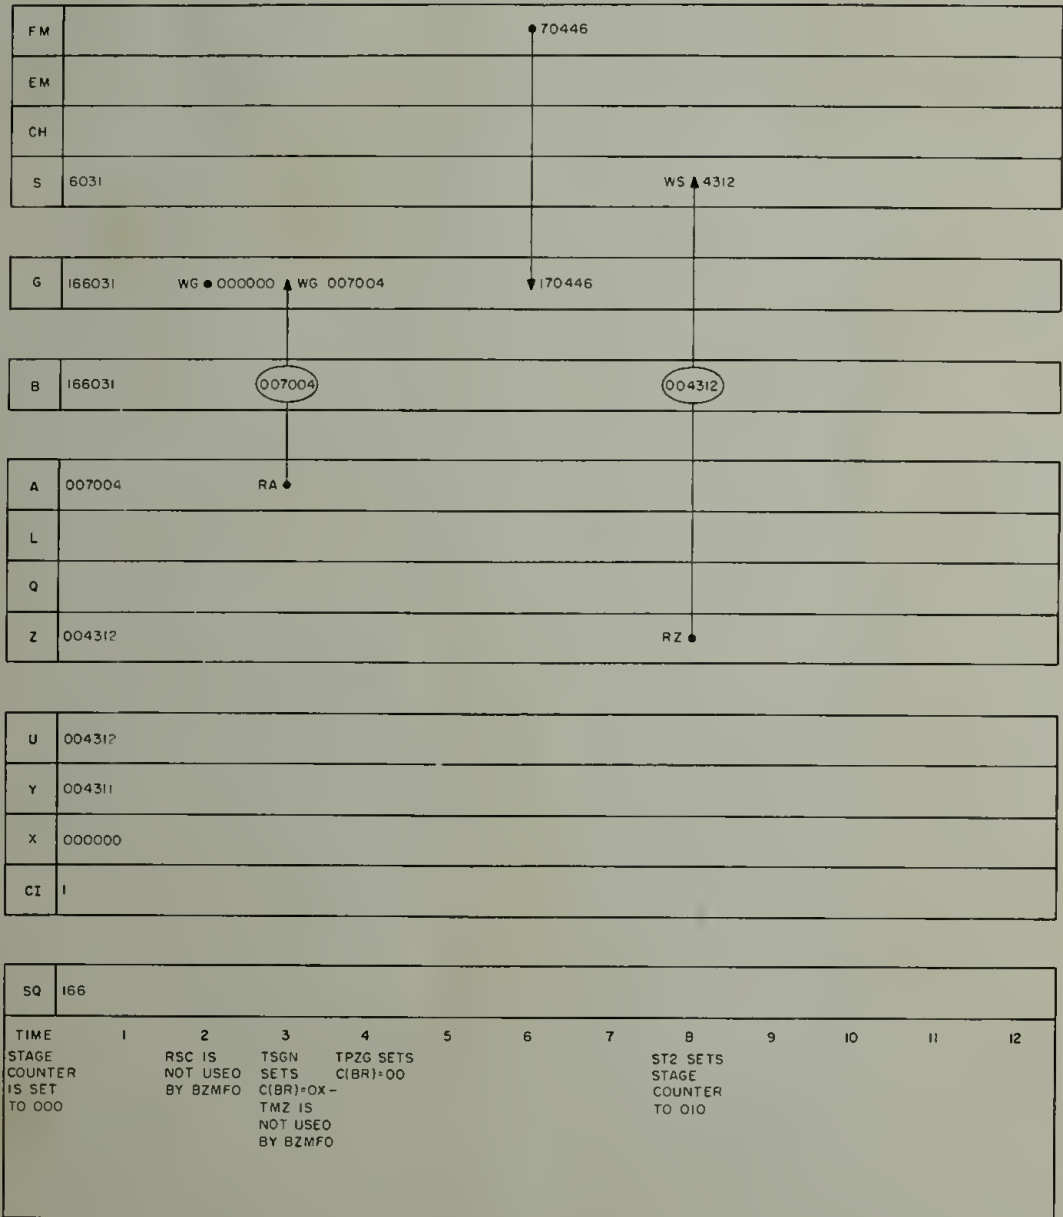 FM ● 70446
EM
CH
S 6031 WS 4312
G 166031 WG ● 000000 WG 007004 170446
B 166031 007004 004312
A 007004 RA ●
L
Q
Z 004312 RZ ●
U 004312
Y 004311
X 000000
CI 1
SQ 166
TIME 1 2 3 4 5 6 7 8 9 10 11 12
STAGE RSC IS TSGN TPZG SETS ST2 SETS
COUNTER NOT USED SETS C(BR)=00 STAGE
IS SET BY BZMFO C(BR)=0X- COUNTER
TO 000 TMZ IS TO 010
NOT USED
BY BZMFO